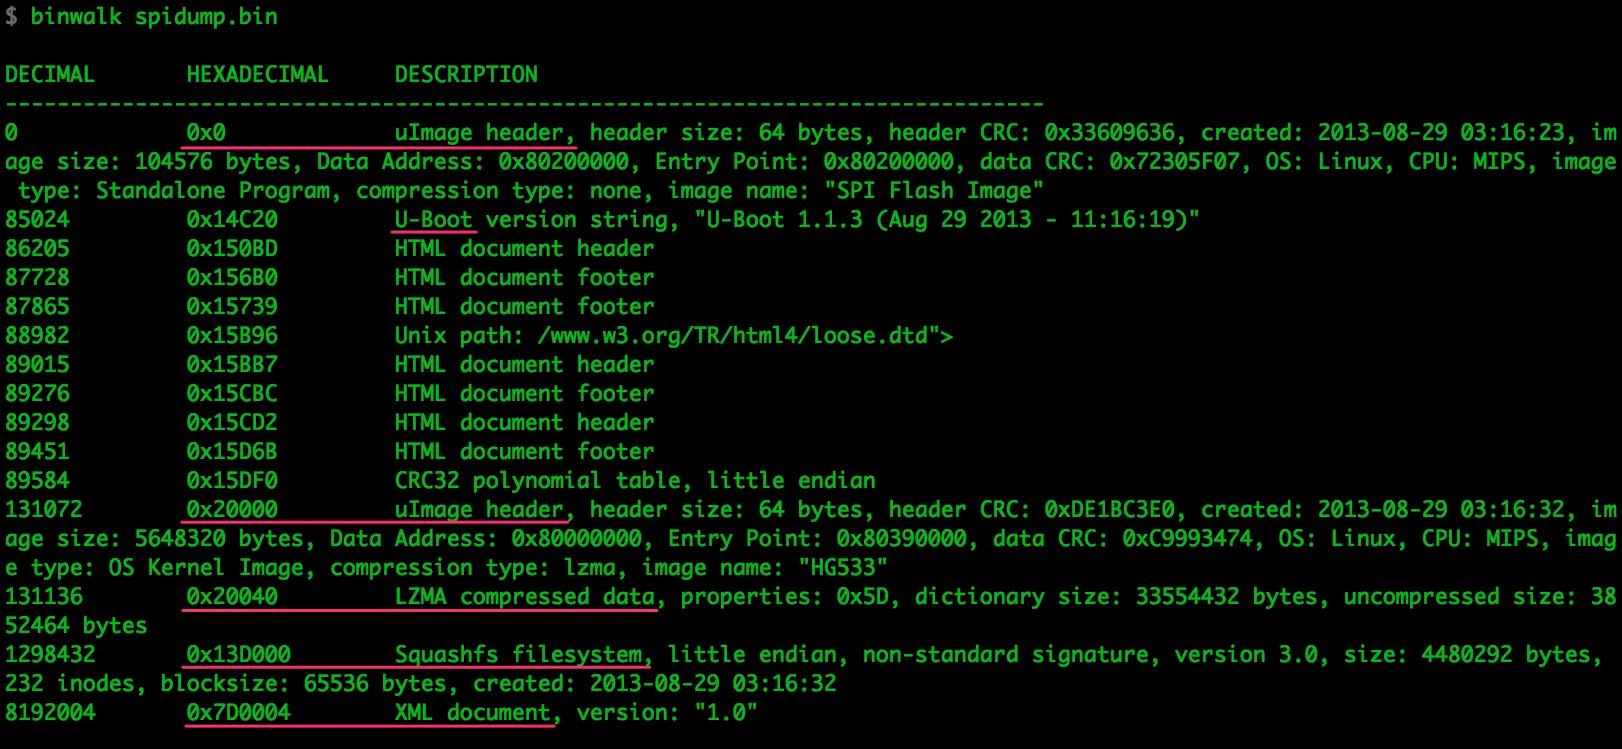 $ binwalk spidump.bin
DECIMAL       HEXADECIMAL     DESCRIPTION
--------------------------------------------------------------------------------
0             0x0             uImage header, header size: 64 bytes, header CRC: 0x33609636, created: 2013-08-29 03:16:23, im
age size: 104576 bytes, Data Address: 0x80200000, Entry Point: 0x80200000, data CRC: 0x72305F07, OS: Linux, CPU: MIPS, image
 type: Standalone Program, compression type: none, image name: "SPI Flash Image"
85024         0x14C20         U-Boot version string, "U-Boot 1.1.3 (Aug 29 2013 - 11:16:19)"
86205         0x150BD         HTML document header
87728         0x156B0         HTML document footer
87865         0x15739         HTML document footer
88982         0x15B96         Unix path: /www.w3.org/TR/html4/loose.dtd">
89015         0x15BB7         HTML document header
89276         0x15CBC         HTML document footer
89298         0x15CD2         HTML document header
89451         0x15D6B         HTML document footer
89584         0x15DF0         CRC32 polynomial table, little endian
131072        0x20000         uImage header, header size: 64 bytes, header CRC: 0xDE1BC3E0, created: 2013-08-29 03:16:32, im
age size: 5648320 bytes, Data Address: 0x80000000, Entry Point: 0x80390000, data CRC: 0xC9993474, OS: Linux, CPU: MIPS, imag
e type: OS Kernel Image, compression type: lzma, image name: "HG533"
131136        0x20040         LZMA compressed data, properties: 0x5D, dictionary size: 33554432 bytes, uncompressed size: 38
52464 bytes
1298432       0x13D000        Squashfs filesystem, little endian, non-standard signature, version 3.0, size: 4480292 bytes,
232 inodes, blocksize: 65536 bytes, created: 2013-08-29 03:16:32
8192004       0x7D0004        XML document, version: "1.0"